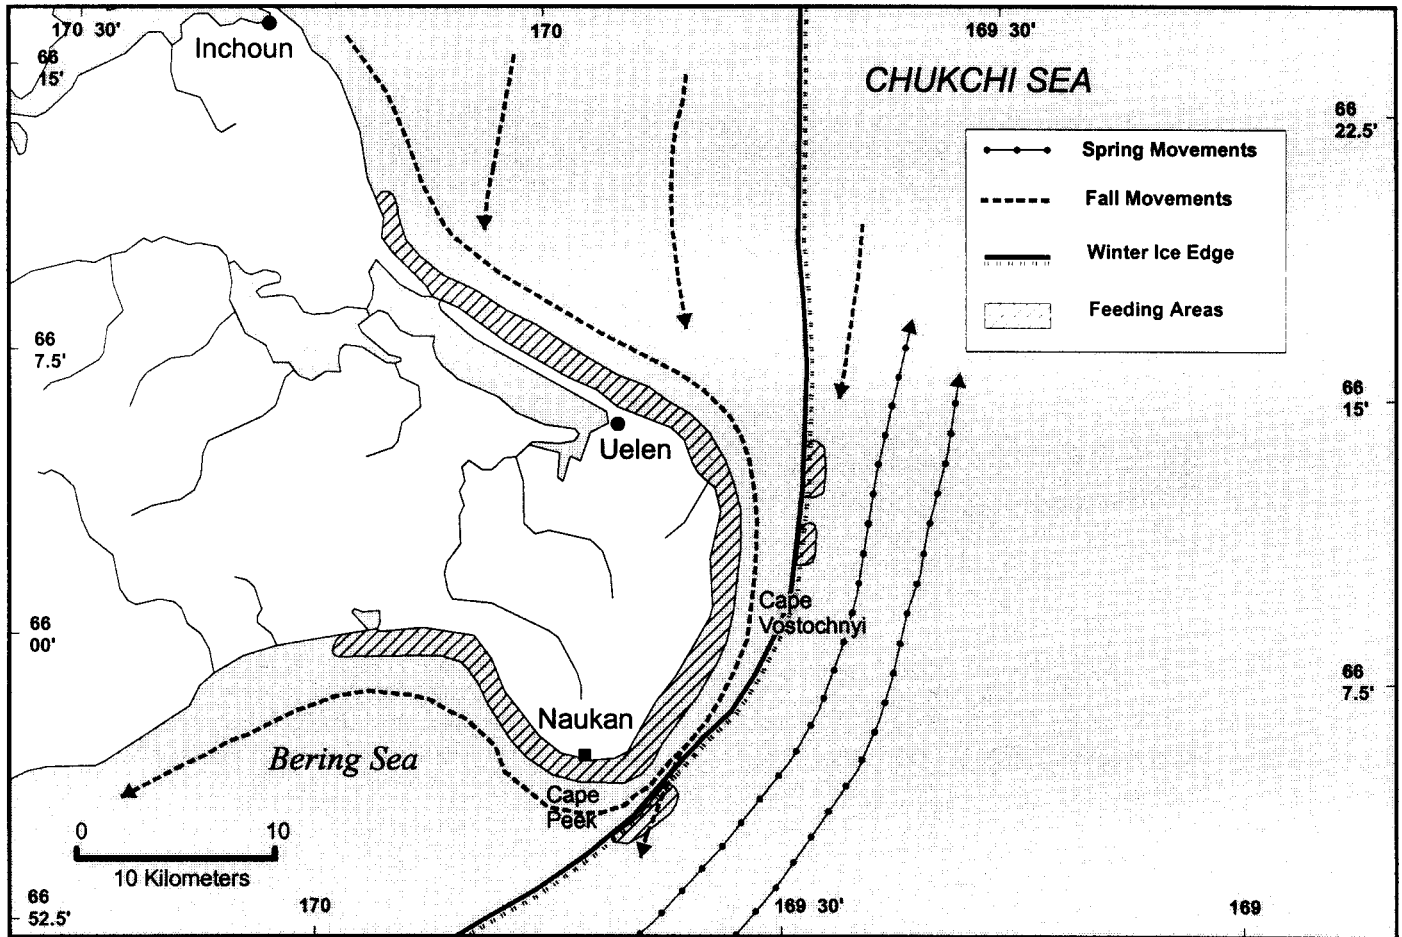 170 30'
170
169 30'
Inchoun
66
15'
CHUKCHI SEA
66
22.5'
Spring Movements
Fall Movements
Winter Ice Edge
Feeding Areas
66
7.5'
66
15'
Uelen
Cape
Vostochnyi
66
00'
66
7.5'
Naukan
Bering Sea
Cape
Peek
0 10
10 Kilometers
66
52.5'
170
169 30'
169